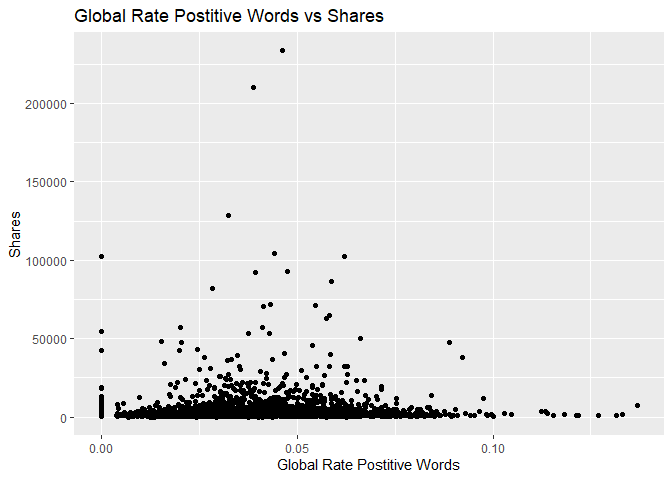 Global Rate Postitive Words vs Shares
200000
150000
100000
50000
0
Shares
0.00
0.05
0.10
Global Rate Postitive Words